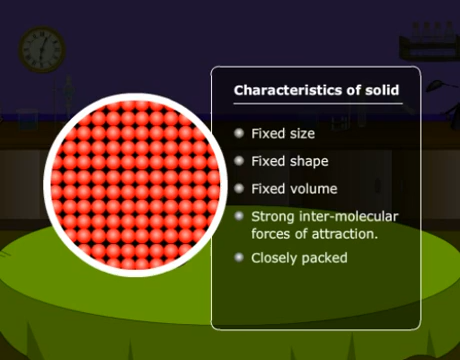 Characteristics of solid
Fixed size
Fixed shape
Fixed volume
Strong inter-molecular
forces of attraction.
Closely packed